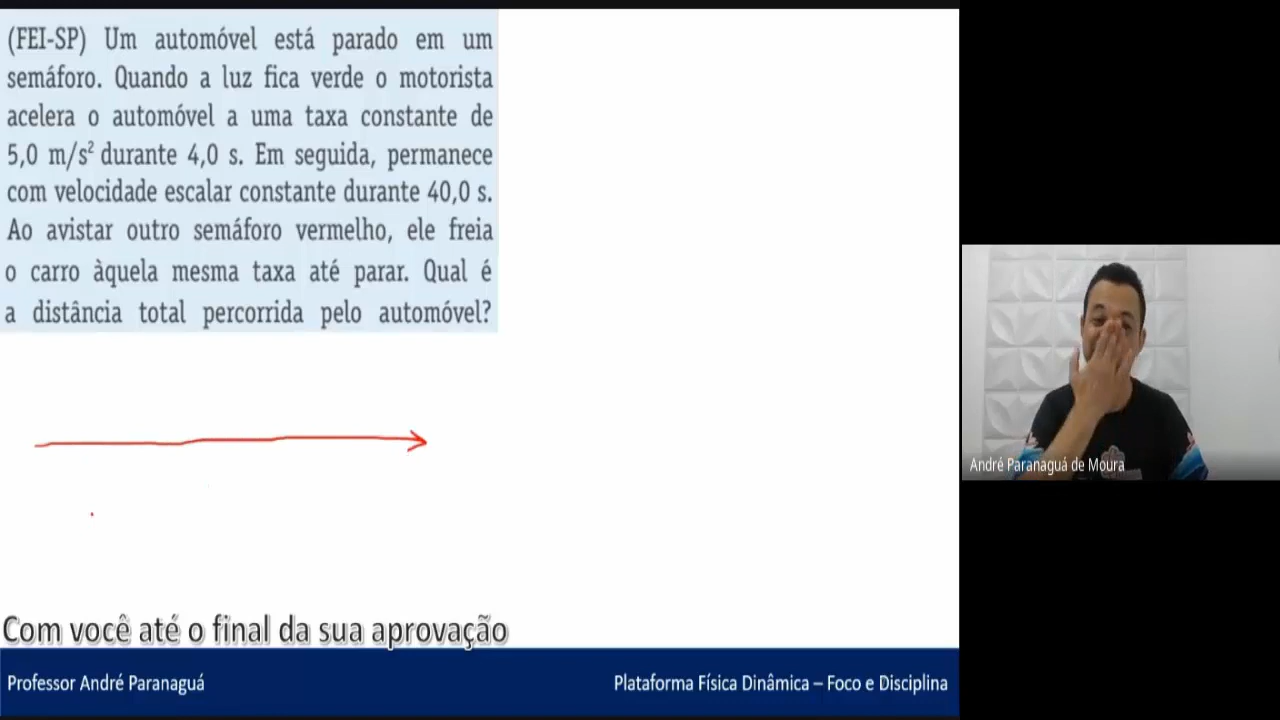 (FEI-SP) Um automóvel está parado em um
semáforo. Quando a luz fica verde o motorista
acelera o automóvel a uma taxa constante de
5,0 m/s² durante 4,0 s. Em seguida, permanece
com velocidade escalar constante durante 40,0 s.
Ao avistar outro semáforo vermelho, ele freia
o carro àquela mesma taxa até parar. Qual é
a distância total percorrida pelo automóvel?
André Paranaguá de Moura
Com você até o final da sua aprovação
Professor André Paranaguá
Plataforma Física Dinâmica – Foco e Disciplina